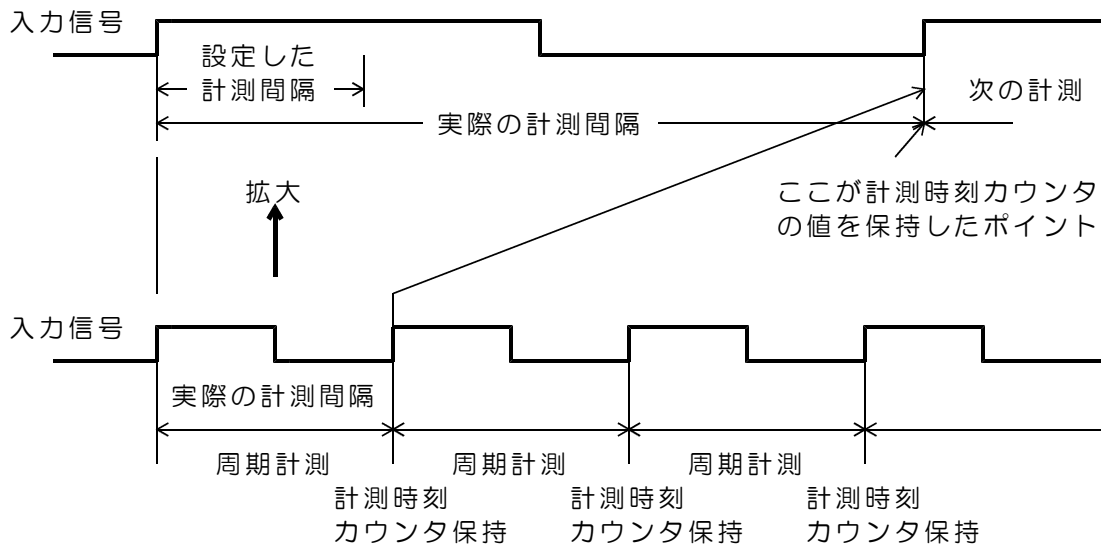 入力信号
設定した
計測間隔
次の計測
実際の計測間隔
拡大
ここが計測時刻カウンタ
の値を保持したポイント
入力信号
実際の計測間隔
周期計測
周期計測
周期計測
計測時刻
カウンタ保持
計測時刻
カウンタ保持
計測時刻
カウンタ保持